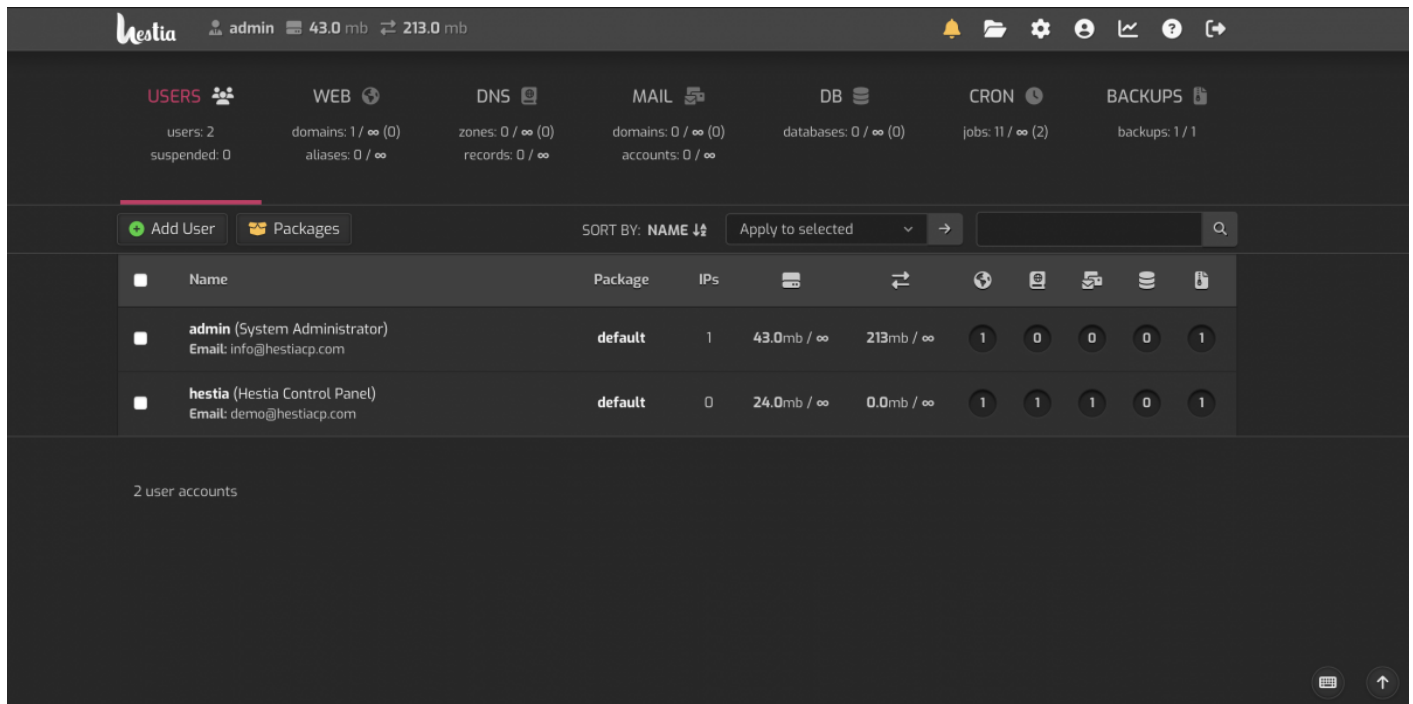 Hestia admin 43.0 mb 213.0 mb
USERS WEB DNS MAIL DB CRON BACKUPS
users: 2 domains: 1 / ∞ (0) zones: 0 / ∞ (0) domains: 0 / ∞ (0) databases: 0 / ∞ (0) jobs: 11 / ∞ (2) backups: 1 / 1
suspended: 0 aliases: 0 / ∞ records: 0 / ∞ accounts: 0 / ∞
Add User Packages SORT BY: NAME Apply to selected
Name Package IPs
admin (System Administrator) default 1 43.0mb / ∞ 213mb / ∞ 1 0 0 0 1
Email: info@hestiacp.com
hestia (Hestia Control Panel) default 0 24.0mb / ∞ 0.0mb / ∞ 1 1 1 0 1
Email: demo@hestiacp.com
2 user accounts